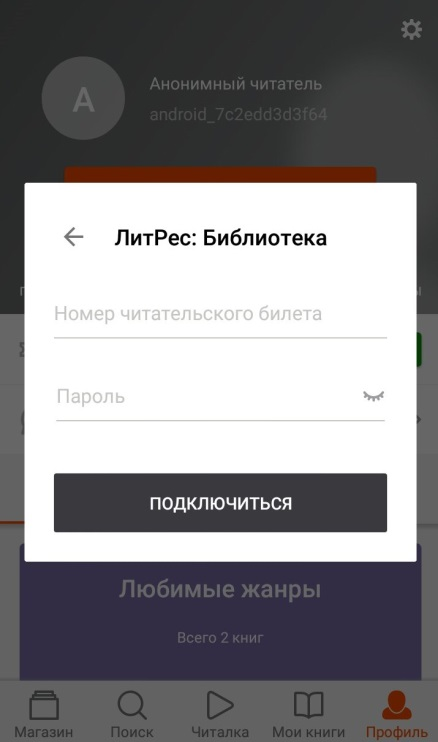 А
Анонимный читатель
android_7c2edd3d3f64
ЛитРес: Библиотека
Номер читательского билета
Пароль
ПОДКЛЮЧИТЬСЯ
Любимые жанры
Всего 2 книг
Магазин
Поиск
Читалка
Мои книги
Профиль